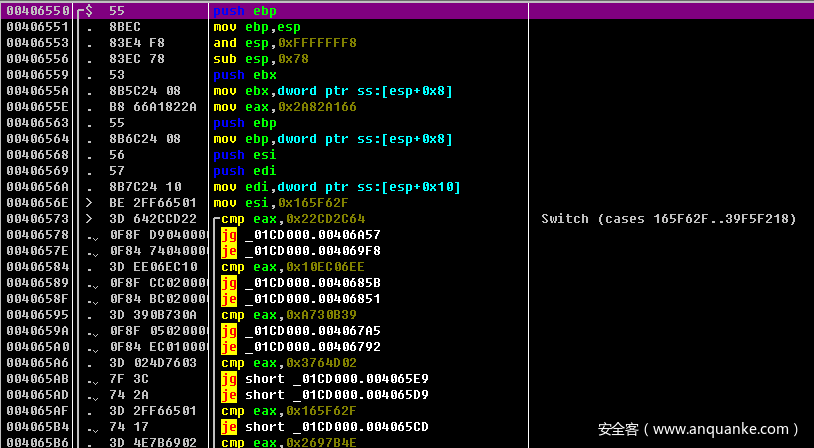 00406550 $ 55 push ebp
00406551 . 8BEC mov ebp,esp
00406553 . 83E4 F8 and esp,0xFFFFFFF8
00406556 . 83EC 78 sub esp,0x78
00406559 . 53 push ebx
0040655A . 8B5C24 08 mov ebx,dword ptr ss:[esp+0x8]
0040655E . B8 66A1822A mov eax,0x2A82A166
00406563 . 55 push ebp
00406564 . 8B6C24 08 mov ebp,dword ptr ss:[esp+0x8]
00406568 . 56 push esi
00406569 . 57 push edi
0040656A . 8B7C24 10 mov edi,dword ptr ss:[esp+0x10]
0040656E > BE 2FF66501 mov esi,0x165F62F
00406573 > 3D 642CCD22 cmp eax,0x22CD2C64 Switch (cases 165F62F..39F5F218)
00406578 . 0F8F D9040000 jg _01CD000.00406A57
0040657E . 0F84 74040000 je _01CD000.004069F8
00406584 . 3D EE06EC10 cmp eax,0x10EC06EE
00406589 . 0F8F CC020000 jg _01CD000.0040685B
0040658F . 0F84 BC020000 je _01CD000.00406851
00406595 . 3D 390B730A cmp eax,0xA730B39
0040659A . 0F8F 05020000 jg _01CD000.004067A5
004065A0 . 0F84 EC010000 je _01CD000.00406792
004065A6 . 3D 024D7603 cmp eax,0x3764D02
004065AB . 7F 3C jg short _01CD000.004065E9
004065AD . 74 2A je short _01CD000.004065D9
004065AF . 3D 2FF66501 cmp eax,0x165F62F
004065B4 . 74 17 je short _01CD000.004065CD
004065B6 . 3D 4E7B6902 cmp eax,0x2697B4E
安全客（www.anquanke.com）